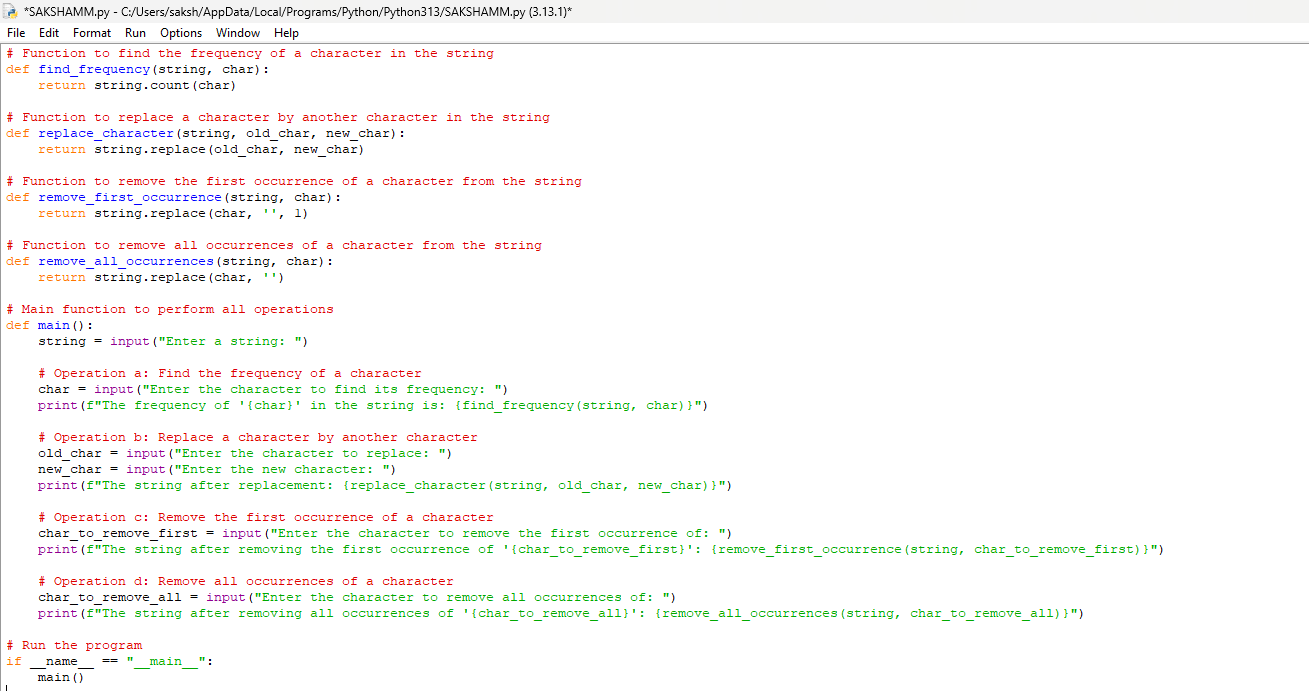 *SAKSHAMM.py - C:/Users/saksh/AppData/Local/Programs/Python/Python313/SAKSHAMM.py (3.13.1)*
File Edit Format Run Options Window Help
# Function to find the frequency of a character in the string
def find_frequency(string, char):
    return string.count(char)

# Function to replace a character by another character in the string
def replace_character(string, old_char, new_char):
    return string.replace(old_char, new_char)

# Function to remove the first occurrence of a character from the string
def remove_first_occurrence(string, char):
    return string.replace(char, '', 1)

# Function to remove all occurrences of a character from the string
def remove_all_occurrences(string, char):
    return string.replace(char, '')

# Main function to perform all operations
def main():
    string = input("Enter a string: ")

    # Operation a: Find the frequency of a character
    char = input("Enter the character to find its frequency: ")
    print(f"The frequency of '{char}' in the string is: {find_frequency(string, char)}")

    # Operation b: Replace a character by another character
    old_char = input("Enter the character to replace: ")
    new_char = input("Enter the new character: ")
    print(f"The string after replacement: {replace_character(string, old_char, new_char)}")

    # Operation c: Remove the first occurrence of a character
    char_to_remove_first = input("Enter the character to remove the first occurrence of: ")
    print(f"The string after removing the first occurrence of '{char_to_remove_first}': {remove_first_occurrence(string, char_to_remove_first)}")

    # Operation d: Remove all occurrences of a character
    char_to_remove_all = input("Enter the character to remove all occurrences of: ")
    print(f"The string after removing all occurrences of '{char_to_remove_all}': {remove_all_occurrences(string, char_to_remove_all)}")

# Run the program
if __name__ == "__main__":
    main()